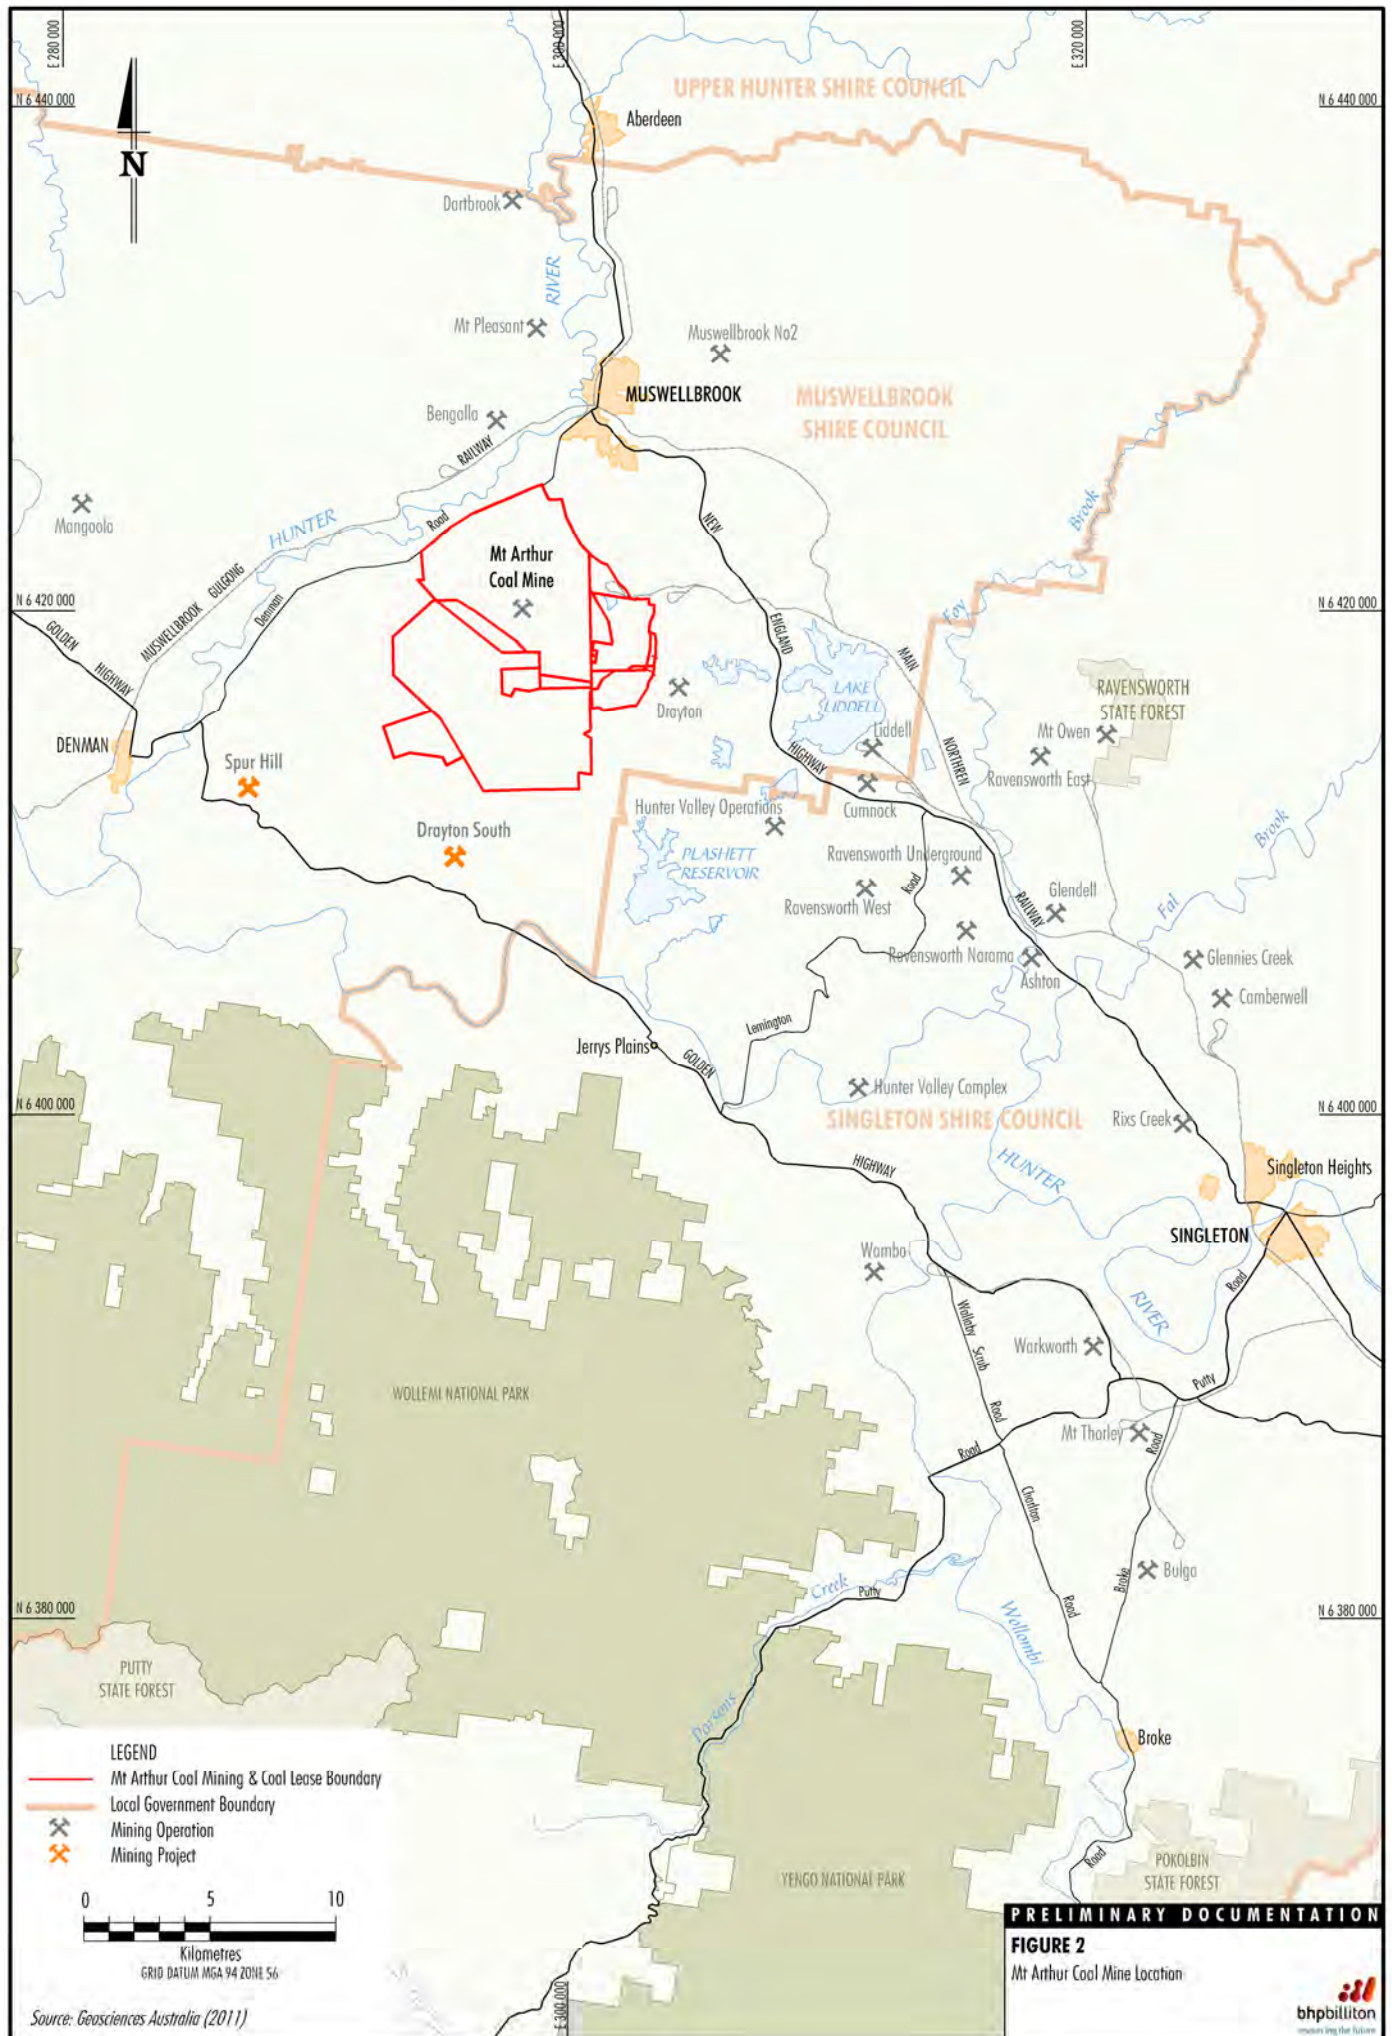 E 280 000
E 300 000
E 320 000
N 6 440 000
N 6 440 000
UPPER HUNTER SHIRE COUNCIL
Aberdeen
N
Dartbrook
RIVER
Mt Pleasant
Muswellbrook No2
MUSWELLBROOK
MUSWELLBROOK
SHIRE COUNCIL
Bengalla
RAILWAY
Mangoola
HUNTER
Road
NEW
Brook
Mt Arthur
Coal Mine
MUSWELLBROOK GULGONG
Denman
N 6 420 000
N 6 420 000
GOLDEN
HIGHWAY
ENGLAND
Foy
MAIN
LAKE
LIDDELL
RAVENSWORTH
STATE FOREST
Drayton
DENMAN
Liddell
Mt Owen
HIGHWAY
NORTHREN
Spur Hill
Ravensworth East
Hunter Valley Operations
Cumnock
Drayton South
PLASHETT
RESERVOIR
Ravensworth Underground
Brook
Road
Glendell
Ravensworth West
RAILWAY
Fal
Ravensworth Narama
Glennies Creek
Ashton
Camberwell
Lemington
Jerrys Plains
GOLDEN
Hunter Valley Complex
N 6 400 000
N 6 400 000
SINGLETON SHIRE COUNCIL
Rixs Creek
HIGHWAY
HUNTER
Singleton Heights
SINGLETON
Wambo
Road
RIVER
Wallaby
Scrub
Road
Warkworth
Putty
WOLLEMI NATIONAL PARK
Mt Thorley
Road
Road
Charlton
Bulga
Broke
Creek
Putty
Road
N 6 380 000
N 6 380 000
Wollombi
PUTTY
STATE FOREST
Parsons
Broke
LEGEND
Mt Arthur Coal Mining & Coal Lease Boundary
Local Government Boundary
Mining Operation
Mining Project
Road
POKOLBIN
STATE FOREST
YENGO NATIONAL PARK
0 5 10
Kilometres
GRID DATUM MGA 94 ZONE 56
E 300 000
Source: Geosciences Australia (2011)
PRELIMINARY DOCUMENTATION
FIGURE 2
Mt Arthur Coal Mine Location
bhpbilliton
resourcing the future